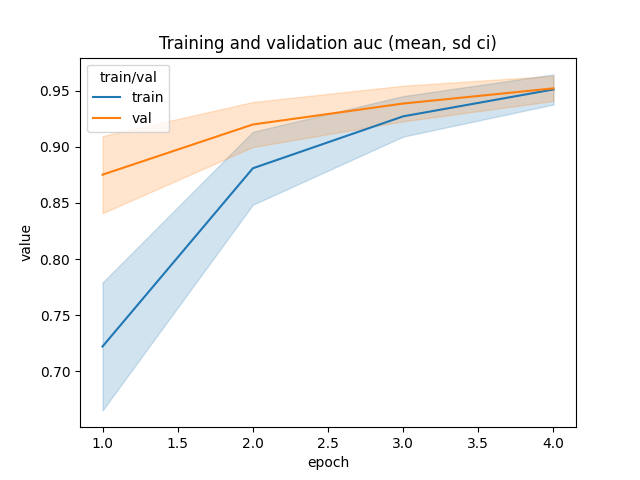 Training and validation auc (mean, sd ci)
train/val
train
val
0.95
0.90
0.85
0.80
0.75
0.70
value
1.0 1.5 2.0 2.5 3.0 3.5 4.0
epoch